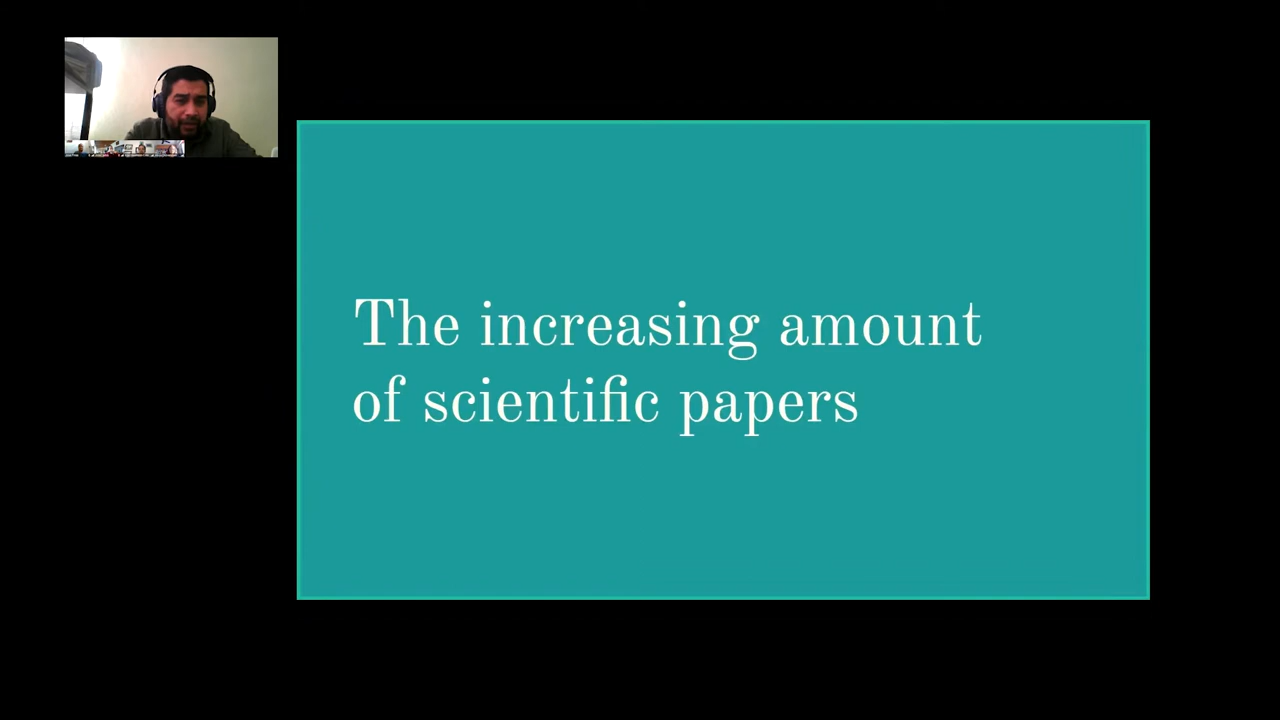 The increasing amount
of scientific papers